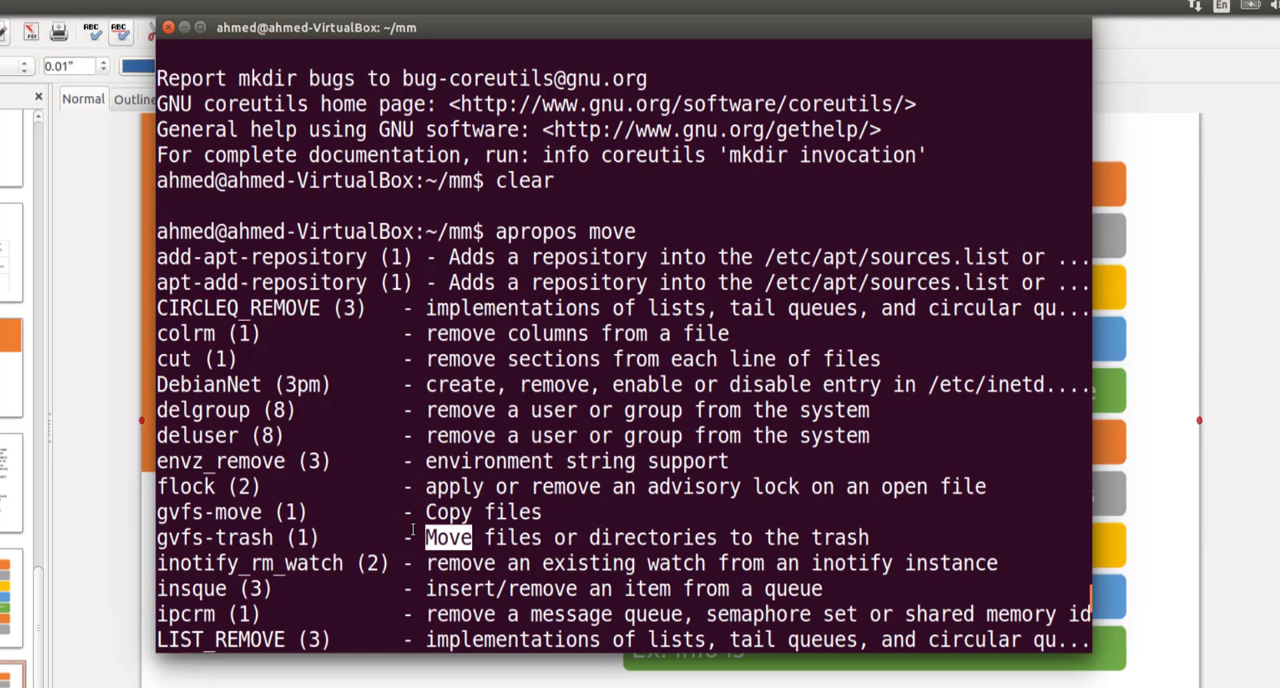 En
0.01"
Normal
Outline
ahmed@ahmed-VirtualBox: ~/mm
Report mkdir bugs to bug-coreutils@gnu.org
GNU coreutils home page: <http://www.gnu.org/software/coreutils/>
General help using GNU software: <http://www.gnu.org/gethelp/>
For complete documentation, run: info coreutils 'mkdir invocation'
ahmed@ahmed-VirtualBox:~/mm$ clear
ahmed@ahmed-VirtualBox:~/mm$ apropos move
add-apt-repository (1) - Adds a repository into the /etc/apt/sources.list or ...
apt-add-repository (1) - Adds a repository into the /etc/apt/sources.list or ...
CIRCLEQ_REMOVE (3)   - implementations of lists, tail queues, and circular qu...
colrm (1)            - remove columns from a file
cut (1)              - remove sections from each line of files
DebianNet (3pm)      - create, remove, enable or disable entry in /etc/inetd....
delgroup (8)         - remove a user or group from the system
deluser (8)          - remove a user or group from the system
envz_remove (3)      - environment string support
flock (2)            - apply or remove an advisory lock on an open file
gvfs-move (1)        - Copy files
gvfs-trash (1)       - Move files or directories to the trash
inotify_rm_watch (2) - remove an existing watch from an inotify instance
insque (3)           - insert/remove an item from a queue
ipcrm (1)            - remove a message queue, semaphore set or shared memory id
LIST_REMOVE (3)      - implementations of lists, tail queues, and circular qu...